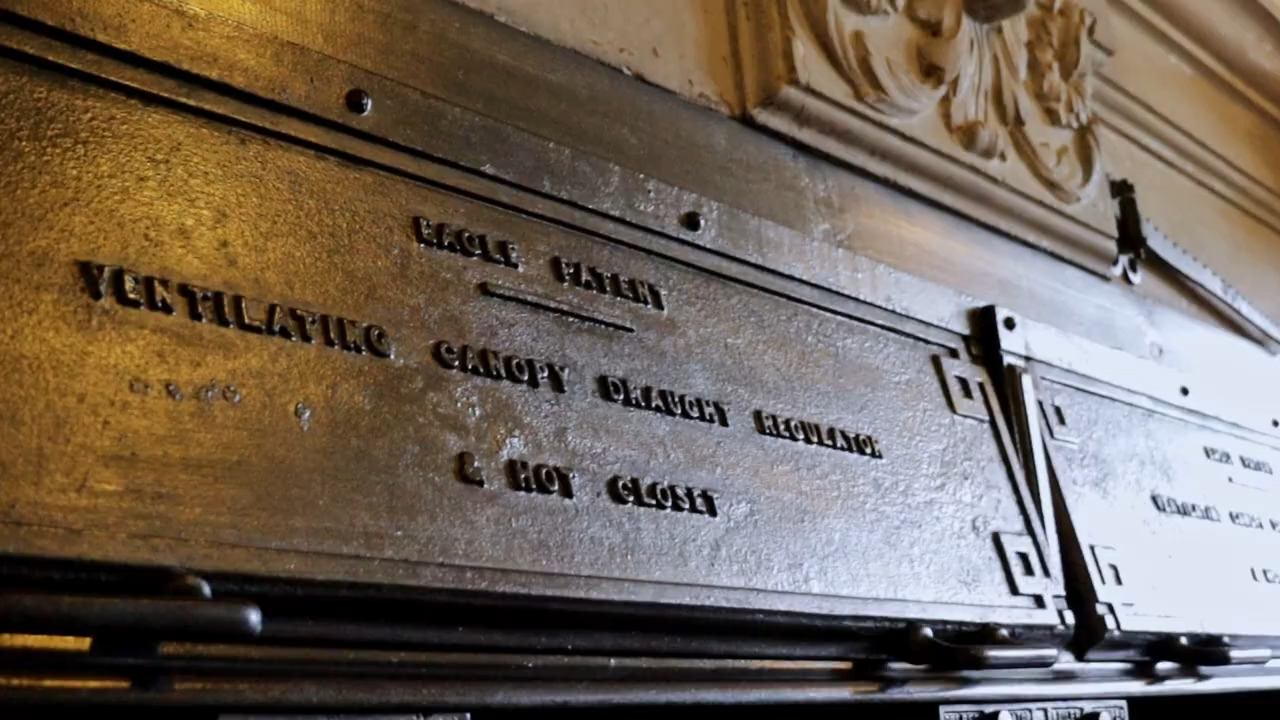 EAGLE PATENT
VENTILATING CANOPY DRAUGHT REGULATOR
& HOT CLOSET